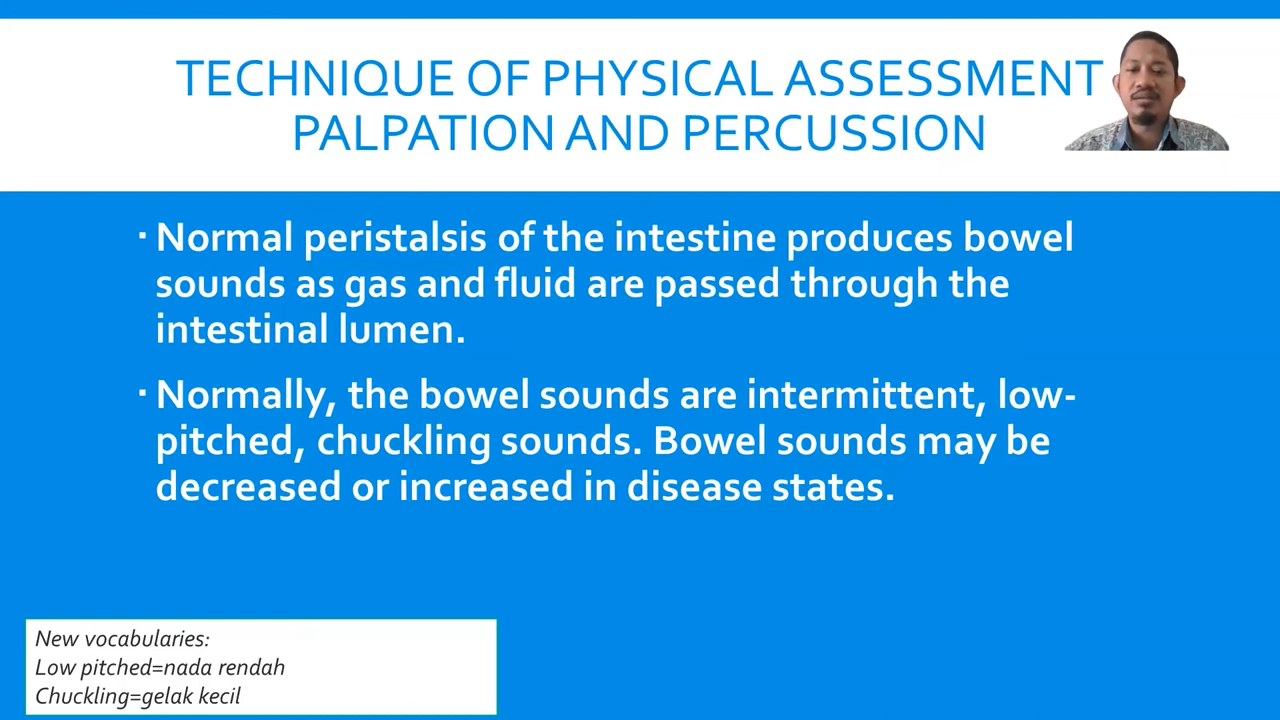 TECHNIQUE OF PHYSICAL ASSESSMENT
PALPATION AND PERCUSSION
▪ Normal peristalsis of the intestine produces bowel
sounds as gas and fluid are passed through the
intestinal lumen.
▪ Normally, the bowel sounds are intermittent, low-
pitched, chuckling sounds. Bowel sounds may be
decreased or increased in disease states.
New vocabularies:
Low pitched=nada rendah
Chuckling=gelak kecil